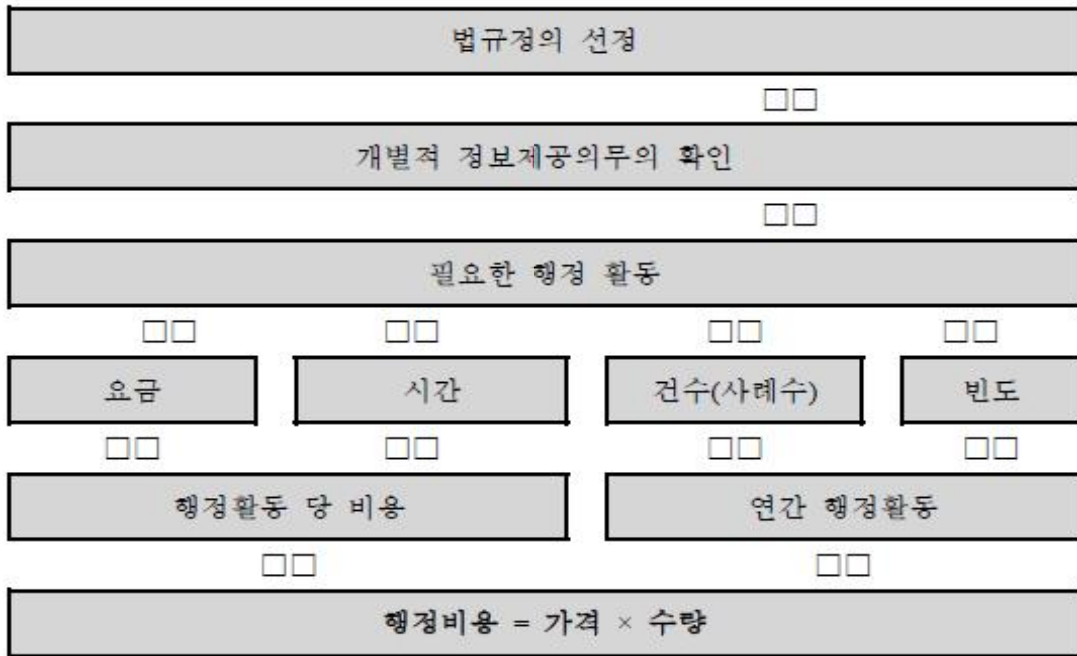 법규정의 선정
□□
개별적 정보제공의무의 확인
□□
필요한 행정 활동
□□ □□ □□ □□
요금 시간 건수(사례수) 빈도
□□ □□ □□ □□
행정활동 당 비용 연간 행정활동
□□ □□
행정비용 = 가격 × 수량